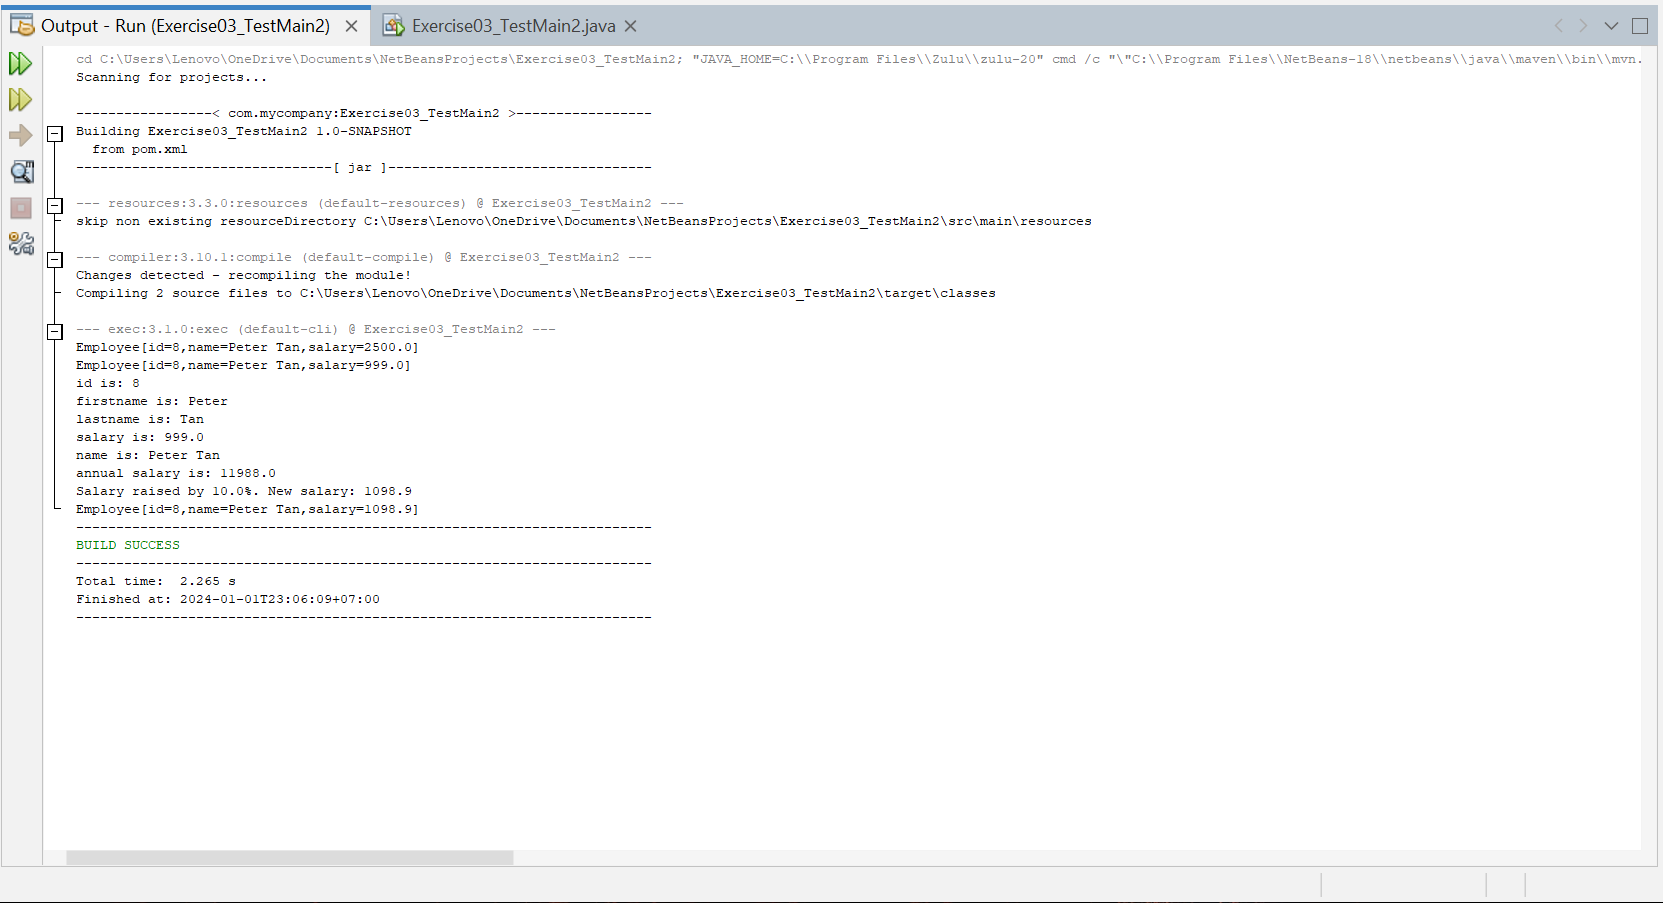 Output - Run (Exercise03_TestMain2)
Exercise03_TestMain2.java
cd C:\Users\Lenovo\OneDrive\Documents\NetBeansProjects\Exercise03_TestMain2; "JAVA_HOME=C:\\Program Files\\Zulu\\zulu-20" cmd /c "\"C:\\Program Files\\NetBeans-18\\netbeans\\java\\maven\\bin\\mvn.
Scanning for projects...
-----------------< com.mycompany:Exercise03_TestMain2 >-----------------
Building Exercise03_TestMain2 1.0-SNAPSHOT
  from pom.xml
--------------------------------[ jar ]---------------------------------
--- resources:3.3.0:resources (default-resources) @ Exercise03_TestMain2 ---
skip non existing resourceDirectory C:\Users\Lenovo\OneDrive\Documents\NetBeansProjects\Exercise03_TestMain2\src\main\resources
--- compiler:3.10.1:compile (default-compile) @ Exercise03_TestMain2 ---
Changes detected - recompiling the module!
Compiling 2 source files to C:\Users\Lenovo\OneDrive\Documents\NetBeansProjects\Exercise03_TestMain2\target\classes
--- exec:3.1.0:exec (default-cli) @ Exercise03_TestMain2 ---
Employee[id=8,name=Peter Tan,salary=2500.0]
Employee[id=8,name=Peter Tan,salary=999.0]
id is: 8
firstname is: Peter
lastname is: Tan
salary is: 999.0
name is: Peter Tan
annual salary is: 11988.0
Salary raised by 10.0%. New salary: 1098.9
Employee[id=8,name=Peter Tan,salary=1098.9]
------------------------------------------------------------------------
BUILD SUCCESS
------------------------------------------------------------------------
Total time:  2.265 s
Finished at: 2024-01-01T23:06:09+07:00
------------------------------------------------------------------------